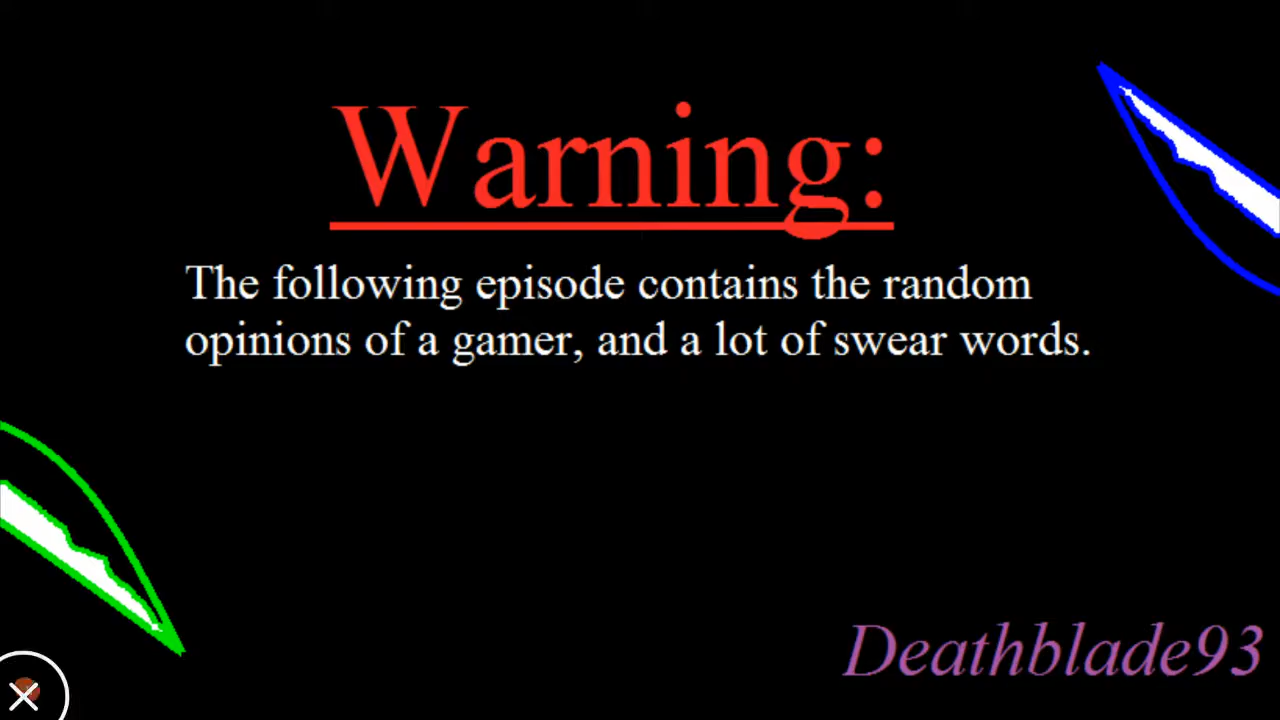 Warning:
The following episode contains the random
opinions of a gamer, and a lot of swear words.
Deathblade93